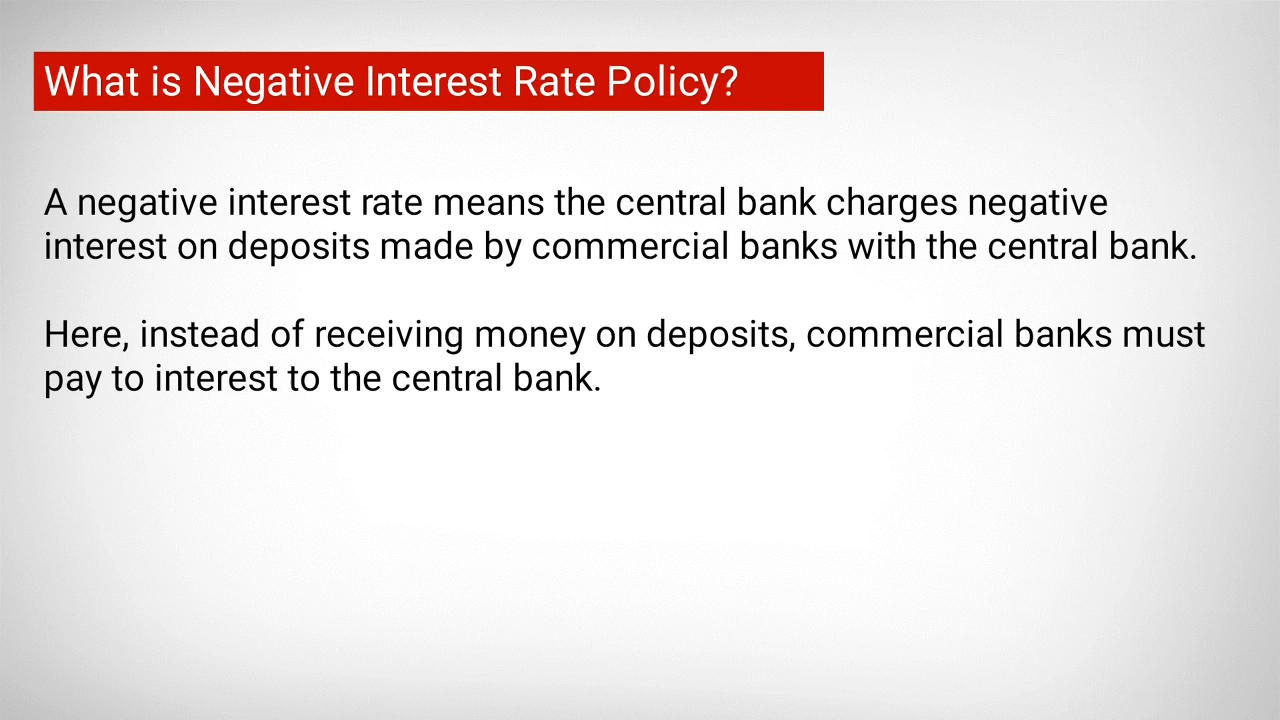 What is Negative Interest Rate Policy?
A negative interest rate means the central bank charges negative
interest on deposits made by commercial banks with the central bank.
Here, instead of receiving money on deposits, commercial banks must
pay to interest to the central bank.